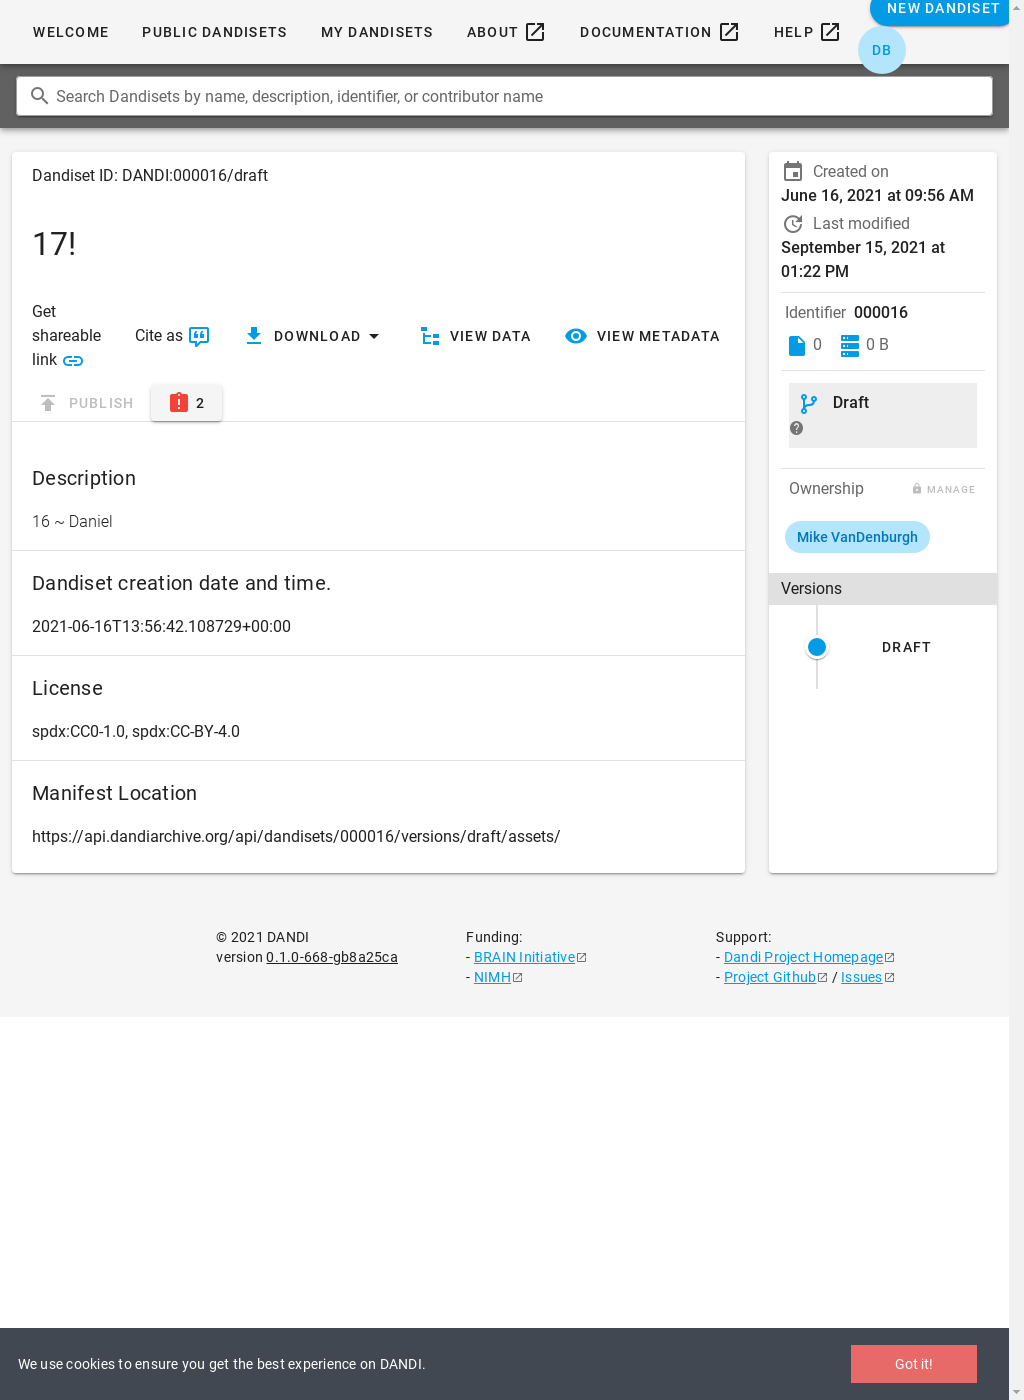 WELCOME
PUBLIC DANDISETS
MY DANDISETS
ABOUT
DOCUMENTATION
HELP
NEW DANDISET
DB
Search Dandisets by name, description, identifier, or contributor name
Dandiset ID: DANDI:000016/draft
17!
Get
shareable
link
Cite as
DOWNLOAD
VIEW DATA
VIEW METADATA
PUBLISH
2
Description
16 ~ Daniel
Dandiset creation date and time.
2021-06-16T13:56:42.108729+00:00
License
spdx:CC0-1.0, spdx:CC-BY-4.0
Manifest Location
https://api.dandiarchive.org/api/dandisets/000016/versions/draft/assets/
Created on
June 16, 2021 at 09:56 AM
Last modified
September 15, 2021 at
01:22 PM
Identifier 000016
0
0 B
Draft
Ownership
MANAGE
Mike VanDenburgh
Versions
DRAFT
© 2021 DANDI
version 0.1.0-668-gb8a25ca
Funding:
- BRAIN Initiative
- NIMH
Support:
- Dandi Project Homepage
- Project Github / Issues
We use cookies to ensure you get the best experience on DANDI.
Got it!